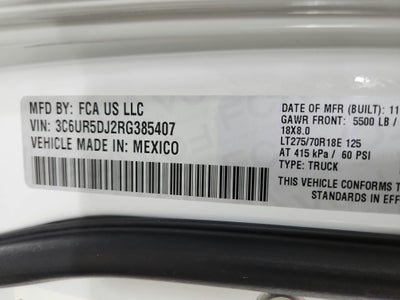 MFD BY: FCA US LLC
VIN: 3C6UR5DJ2RG385407
VEHICLE MADE IN: MEXICO
DATE OF MFR (BUILT): 11
GAWR FRONT: 5500 LB /
18X8.0
LT275/70R18E 125
AT 415 kPa / 60 PSI
TYPE: TRUCK
THIS VEHICLE CONFORMS T
STANDARDS IN EFF